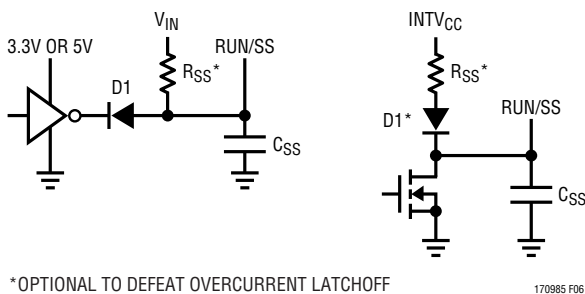 VIN
3.3V OR 5V
D1
RSS*
RUN/SS
CSS
INTVCC
RSS*
D1*
RUN/SS
CSS
*OPTIONAL TO DEFEAT OVERCURRENT LATCHOFF
170985 F06